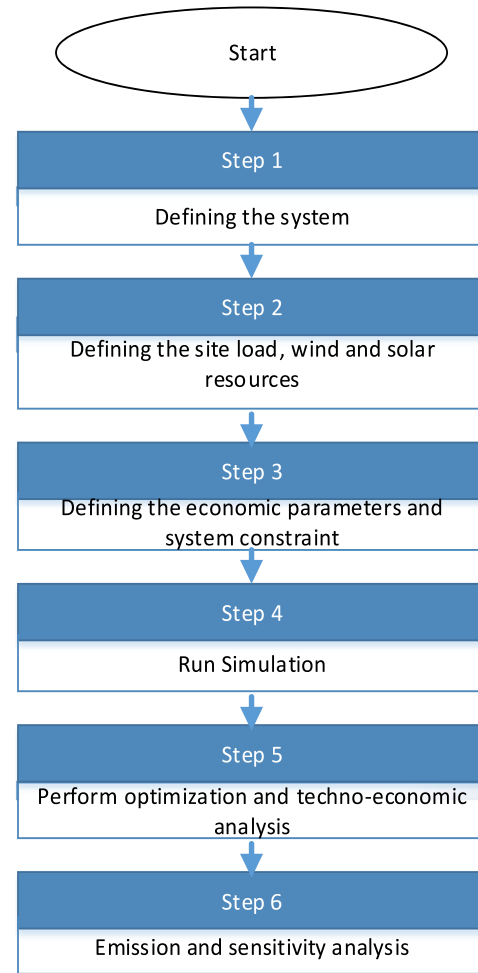 Start
Step 1
Defining the system
Step 2
Defining the site load, wind and solar
resources
Step 3
Defining the economic parameters and
system constraint
Step 4
Run Simulation
Step 5
Perform optimization and techno-economic
analysis
Step 6
Emission and sensitivity analysis